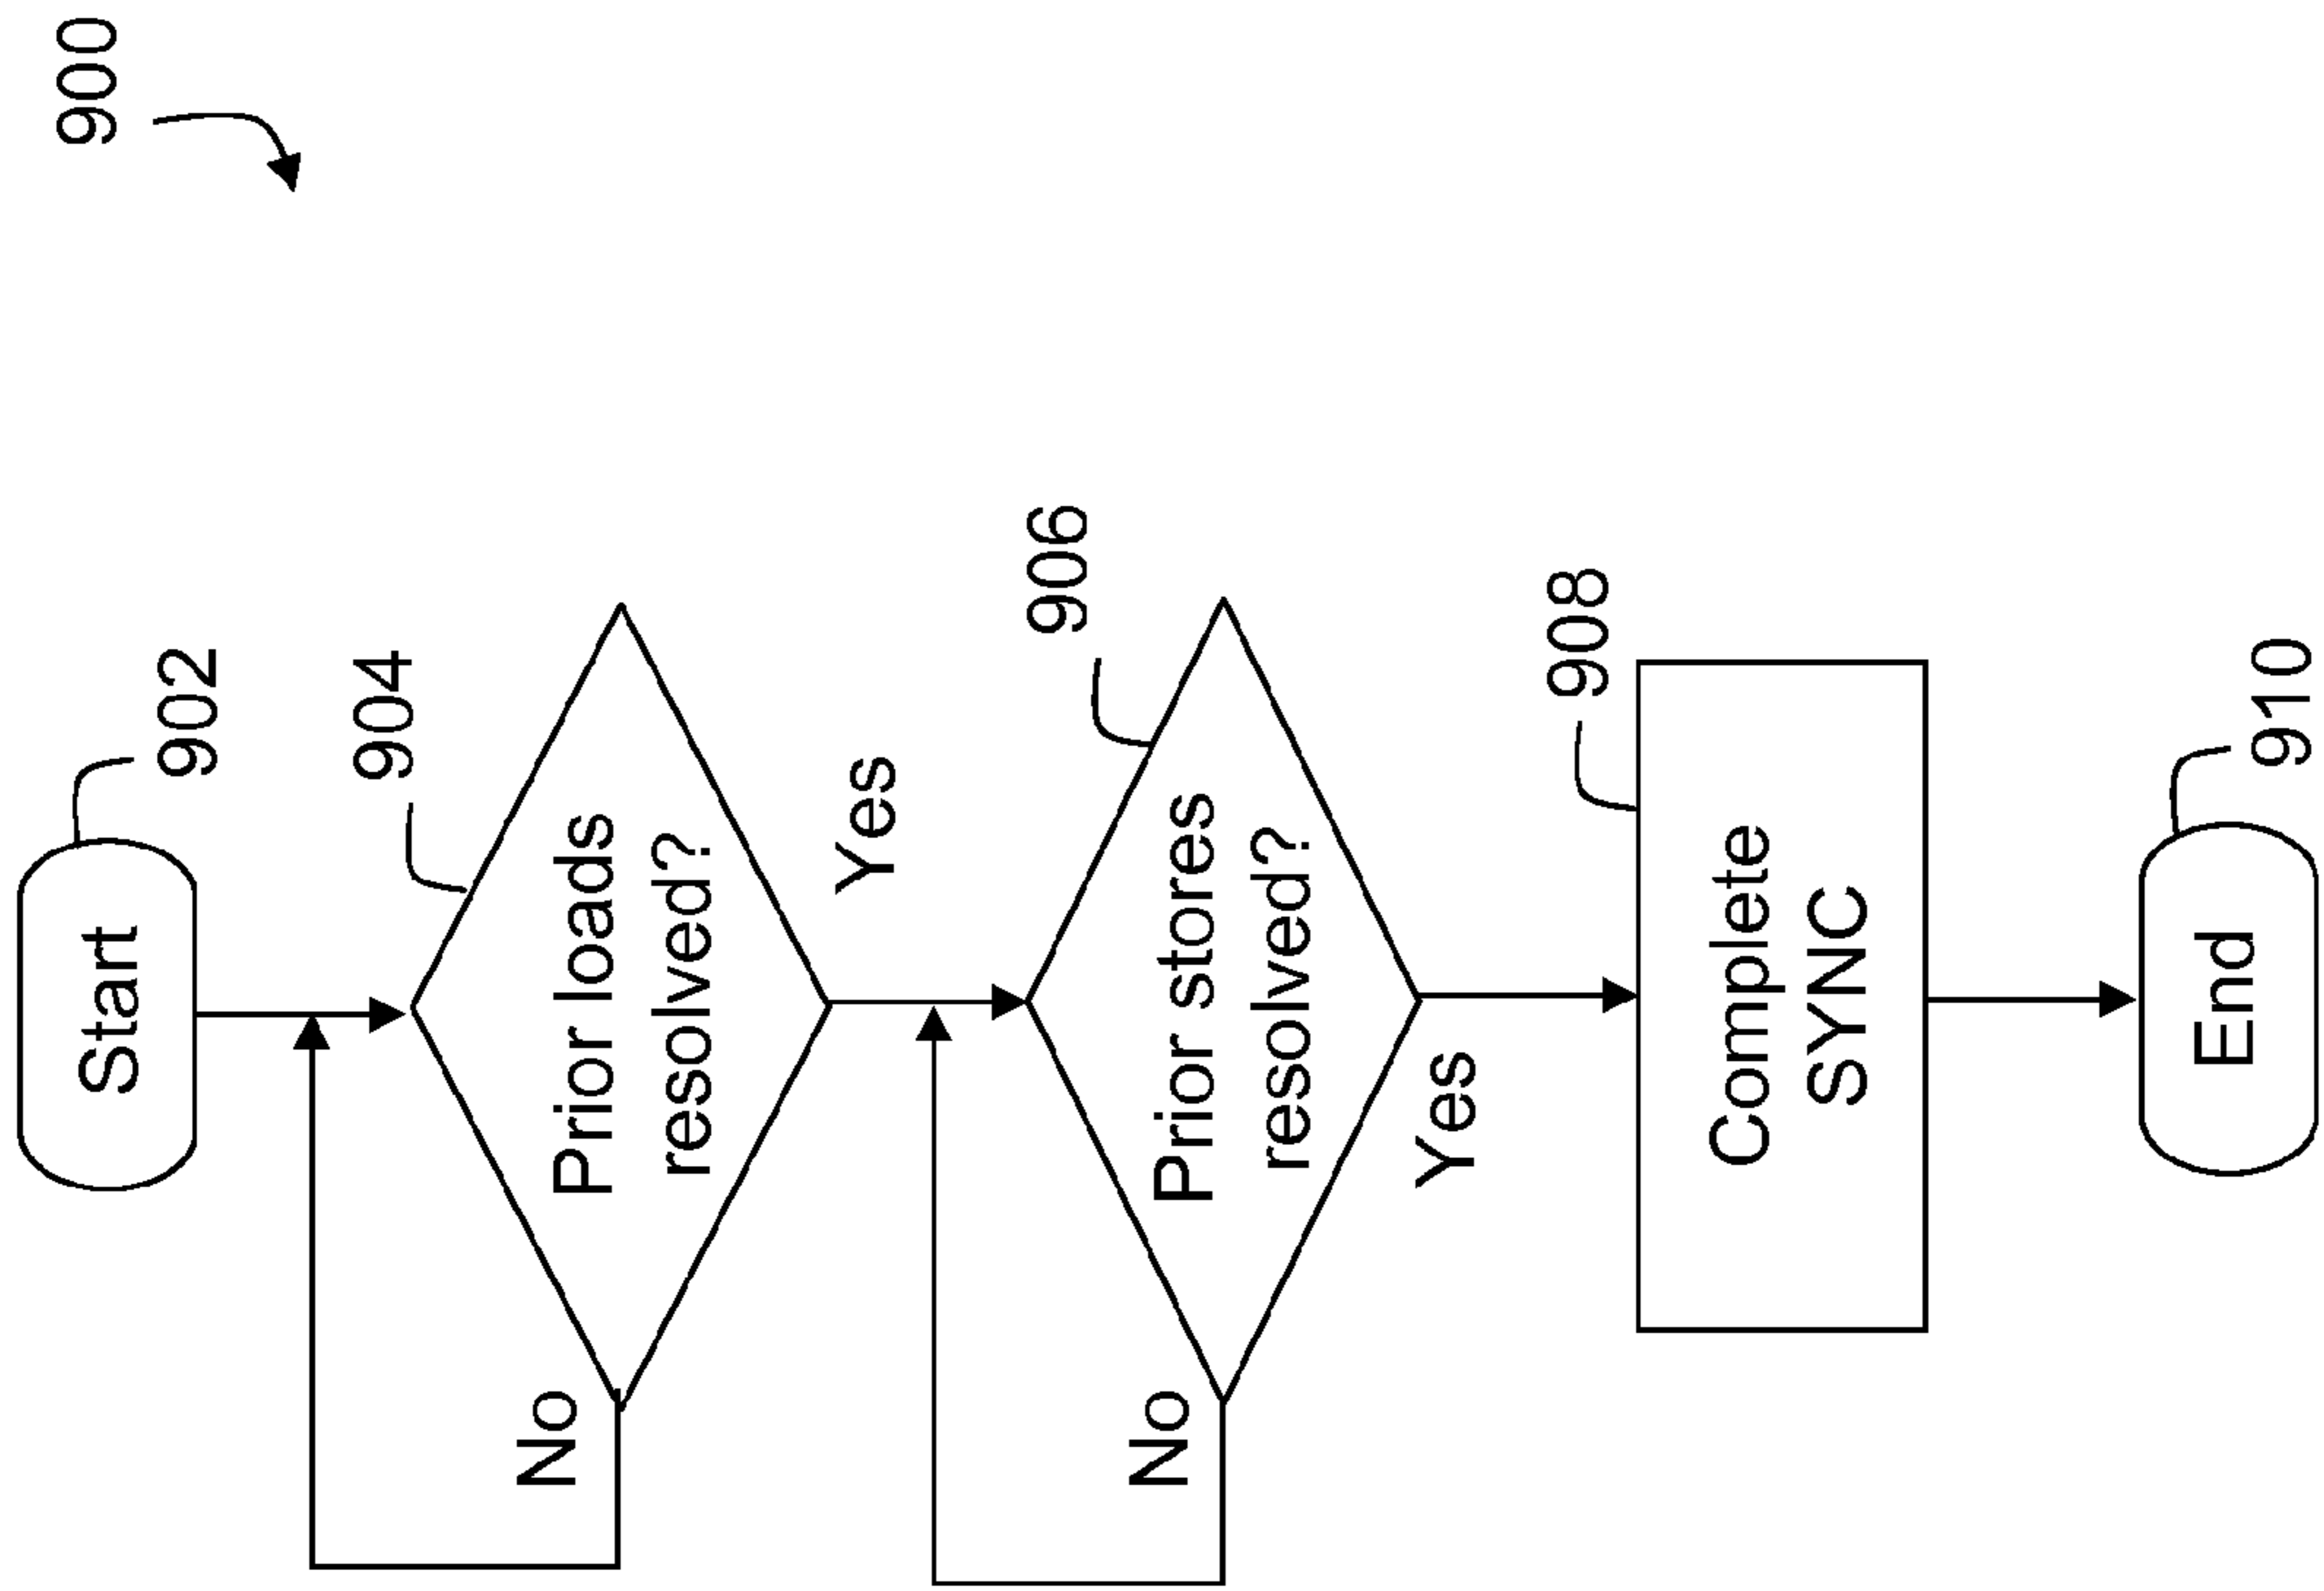 900
Start
902
904
Prior loads
resolved?
No
Yes
906
Prior stores
resolved?
No
Yes
908
Complete
SYNC
End
910